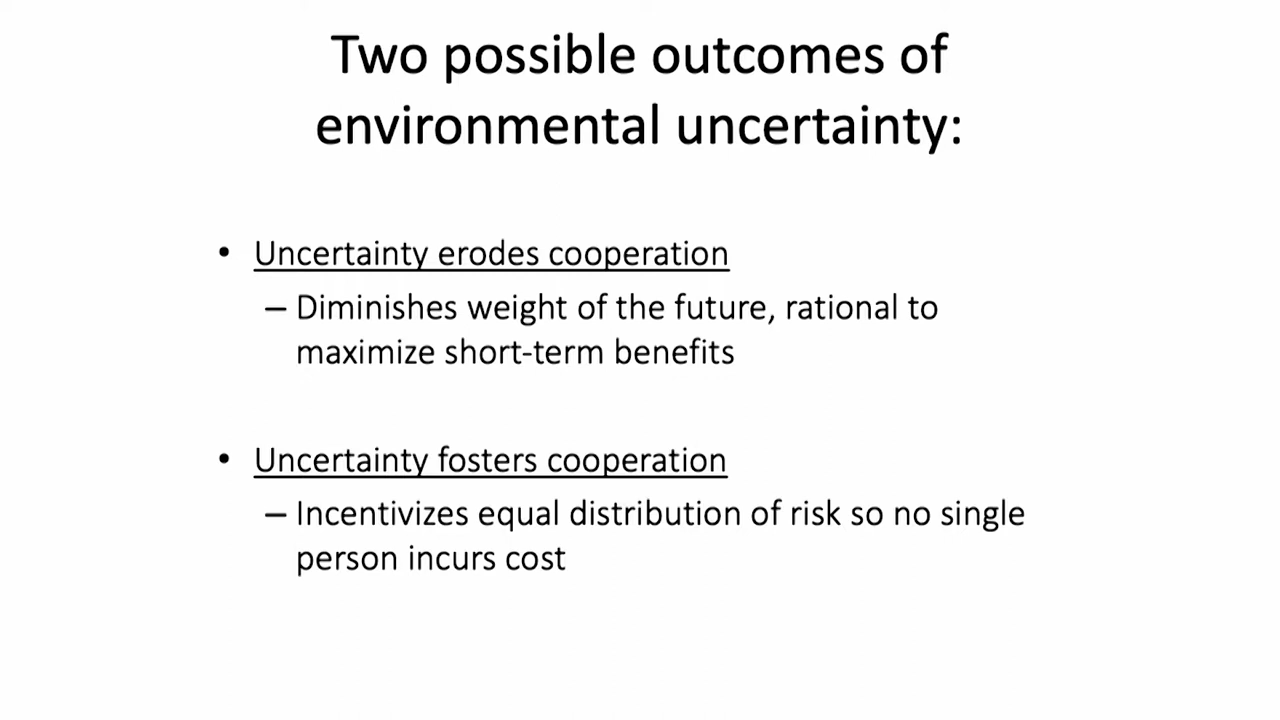 Two possible outcomes of
environmental uncertainty:
• Uncertainty erodes cooperation
– Diminishes weight of the future, rational to
maximize short-term benefits
• Uncertainty fosters cooperation
– Incentivizes equal distribution of risk so no single
person incurs cost